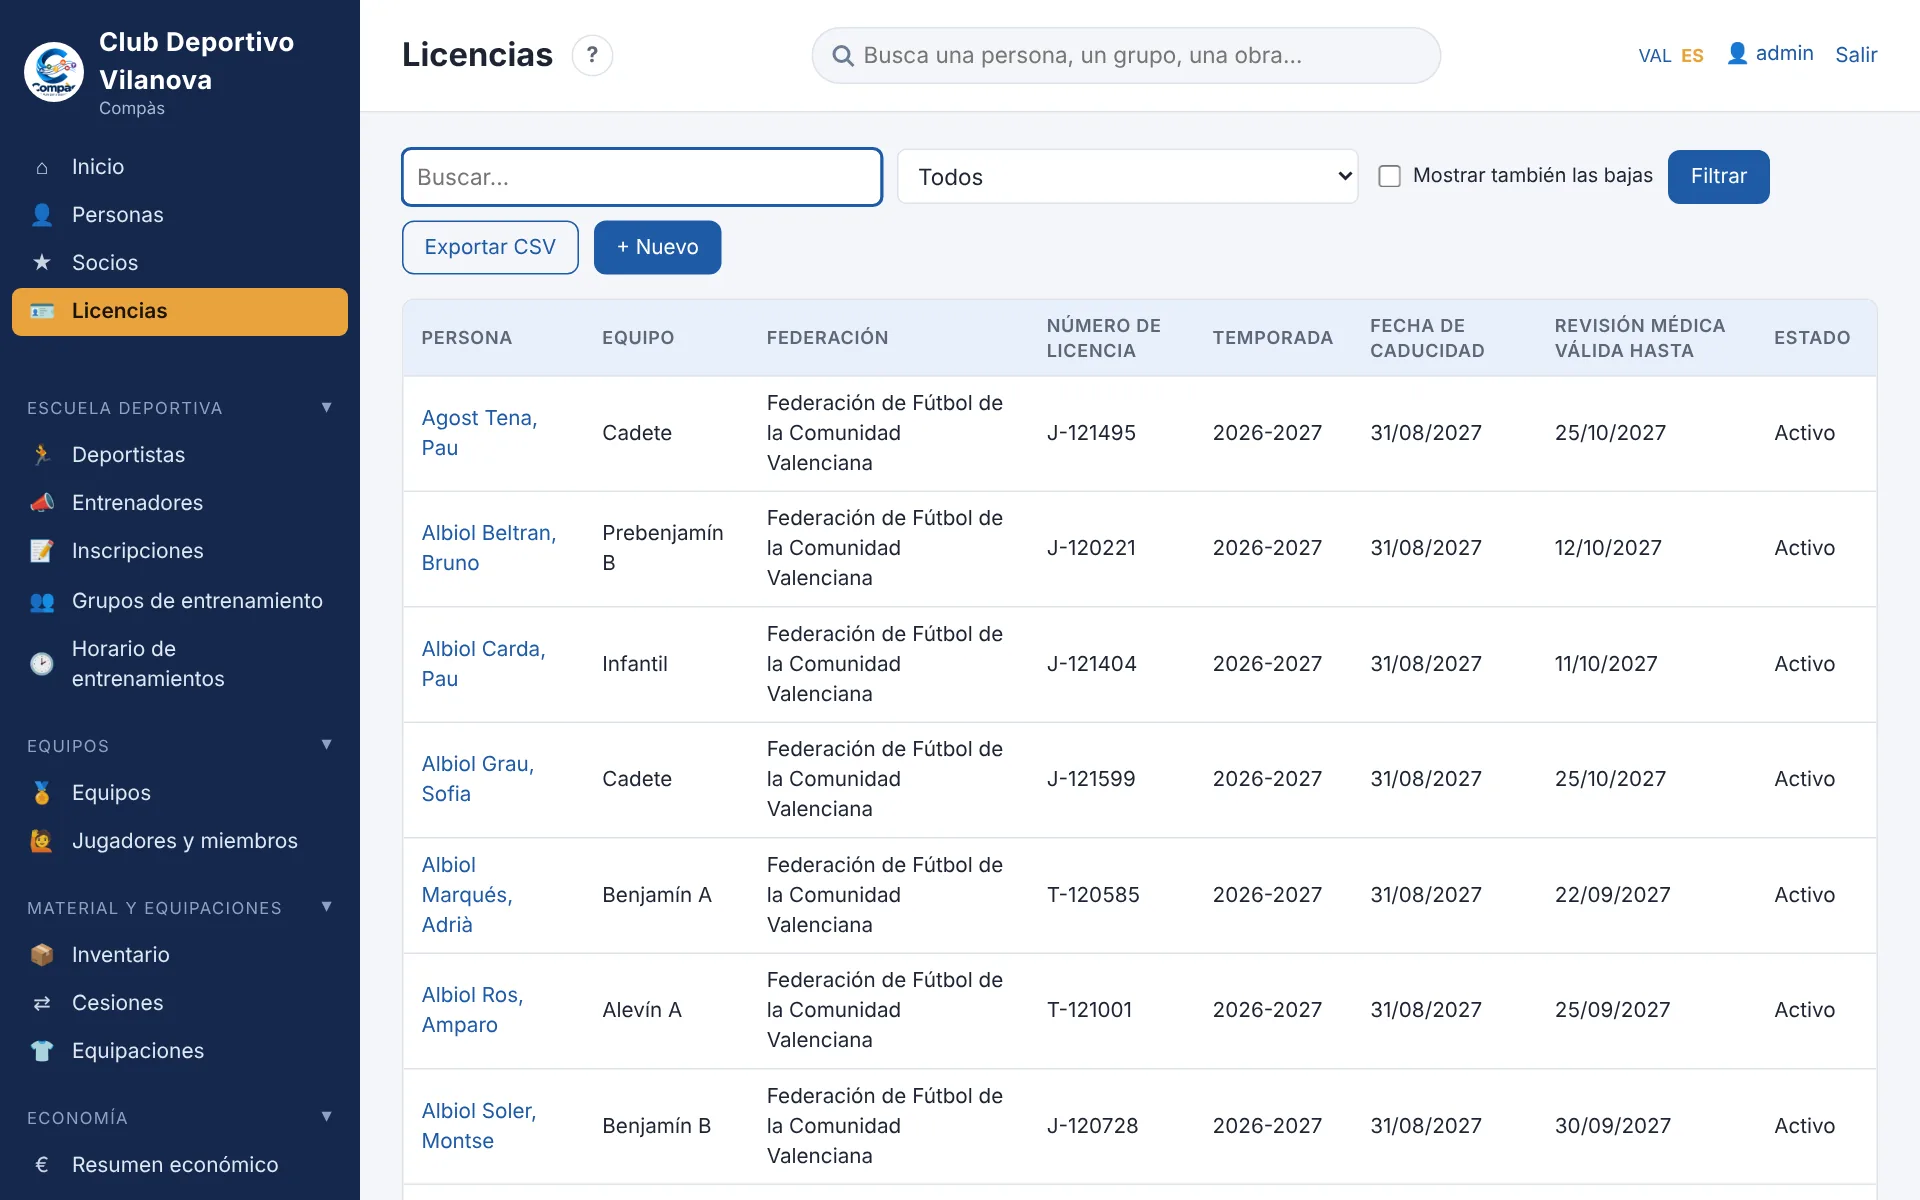 Club Deportivo
Vilanova
Compàs
Compàs
Inicio
Personas
Socios
Licencias
ESCUELA DEPORTIVA
Deportistas
Entrenadores
Inscripciones
Grupos de entrenamiento
Horario de
entrenamientos
EQUIPOS
Equipos
Jugadores y miembros
MATERIAL Y EQUIPACIONES
Inventario
Cesiones
Equipaciones
ECONOMÍA
€ Resumen económico
Licencias ?
Busca una persona, un grupo, una obra...
VAL ES admin Salir
Buscar... Todos Mostrar también las bajas Filtrar
Exportar CSV + Nuevo
PERSONA EQUIPO FEDERACIÓN NÚMERO DE LICENCIA TEMPORADA FECHA DE CADUCIDAD REVISIÓN MÉDICA VÁLIDA HASTA ESTADO
Agost Tena, Pau Cadete Federación de Fútbol de la Comunidad Valenciana J-121495 2026-2027 31/08/2027 25/10/2027 Activo
Albiol Beltran, Bruno Prebenjamín B Federación de Fútbol de la Comunidad Valenciana J-120221 2026-2027 31/08/2027 12/10/2027 Activo
Albiol Carda, Pau Infantil Federación de Fútbol de la Comunidad Valenciana J-121404 2026-2027 31/08/2027 11/10/2027 Activo
Albiol Grau, Sofia Cadete Federación de Fútbol de la Comunidad Valenciana J-121599 2026-2027 31/08/2027 25/10/2027 Activo
Albiol Marqués, Adrià Benjamín A Federación de Fútbol de la Comunidad Valenciana T-120585 2026-2027 31/08/2027 22/09/2027 Activo
Albiol Ros, Amparo Alevín A Federación de Fútbol de la Comunidad Valenciana T-121001 2026-2027 31/08/2027 25/09/2027 Activo
Albiol Soler, Montse Benjamín B Federación de Fútbol de la Comunidad Valenciana J-120728 2026-2027 31/08/2027 30/09/2027 Activo